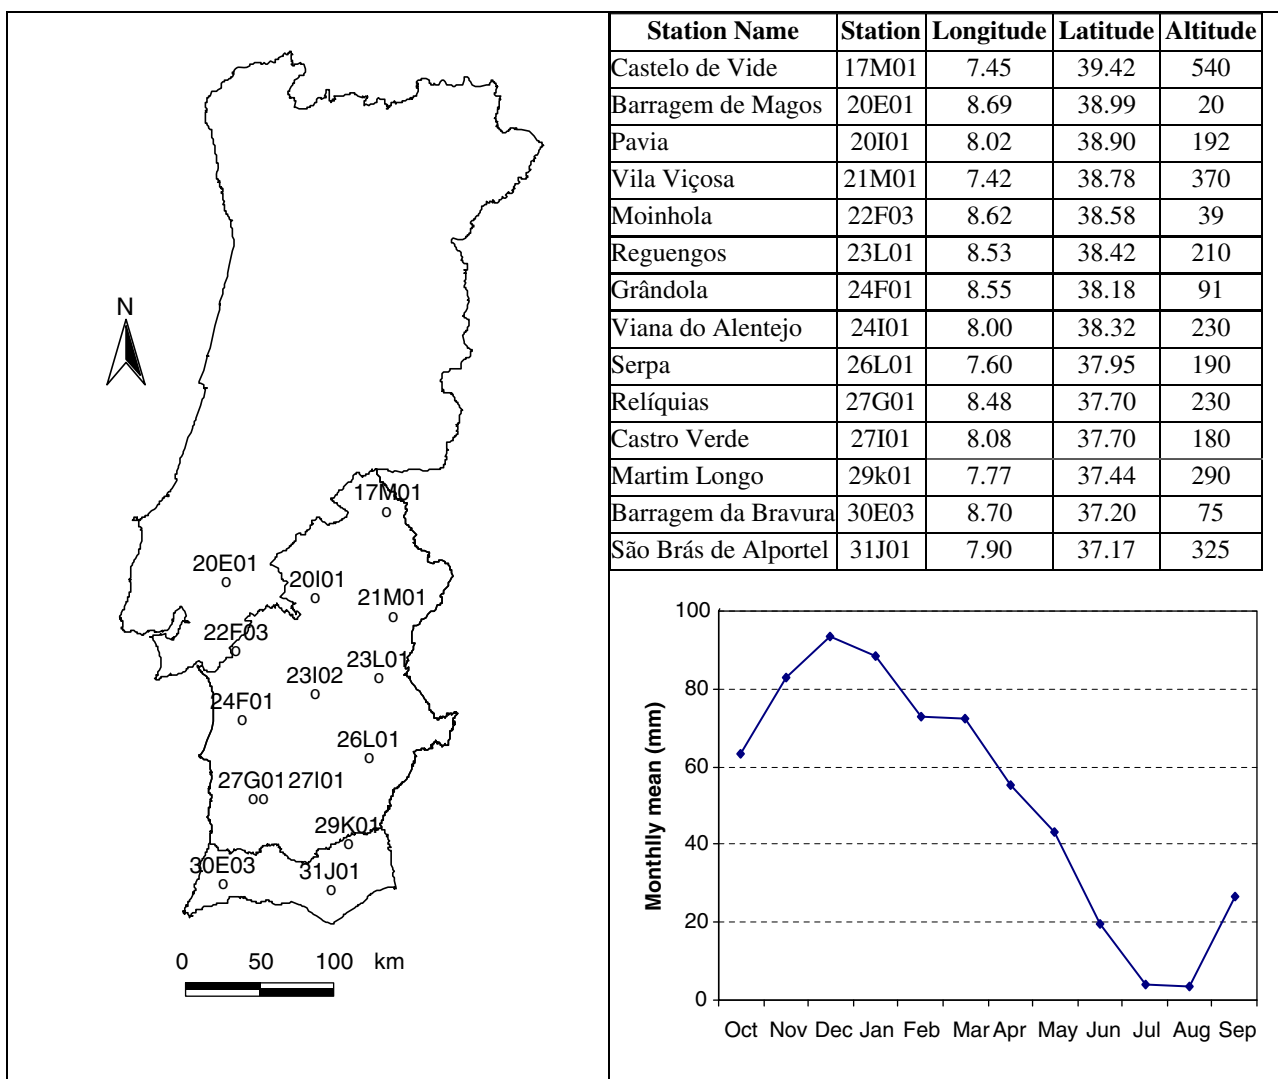 N
17M01
20E01
20I01
21M01
22F03
23L01
23I02
24F01
26L01
27G01 27I01
29K01
30E03
31J01
0 50 100 km
Station Name Station Longitude Latitude Altitude
Castelo de Vide 17M01 7.45 39.42 540
Barragem de Magos 20E01 8.69 38.99 20
Pavia 20I01 8.02 38.90 192
Vila Viçosa 21M01 7.42 38.78 370
Moinhola 22F03 8.62 38.58 39
Reguengos 23L01 8.53 38.42 210
Grândola 24F01 8.55 38.18 91
Viana do Alentejo 24I01 8.00 38.32 230
Serpa 26L01 7.60 37.95 190
Relíquias 27G01 8.48 37.70 230
Castro Verde 27I01 8.08 37.70 180
Martim Longo 29k01 7.77 37.44 290
Barragem da Bravura 30E03 8.70 37.20 75
São Brás de Alportel 31J01 7.90 37.17 325
Monthlly mean (mm)
100
80
60
40
20
0
Oct Nov Dec Jan Feb Mar Apr May Jun Jul Aug Sep